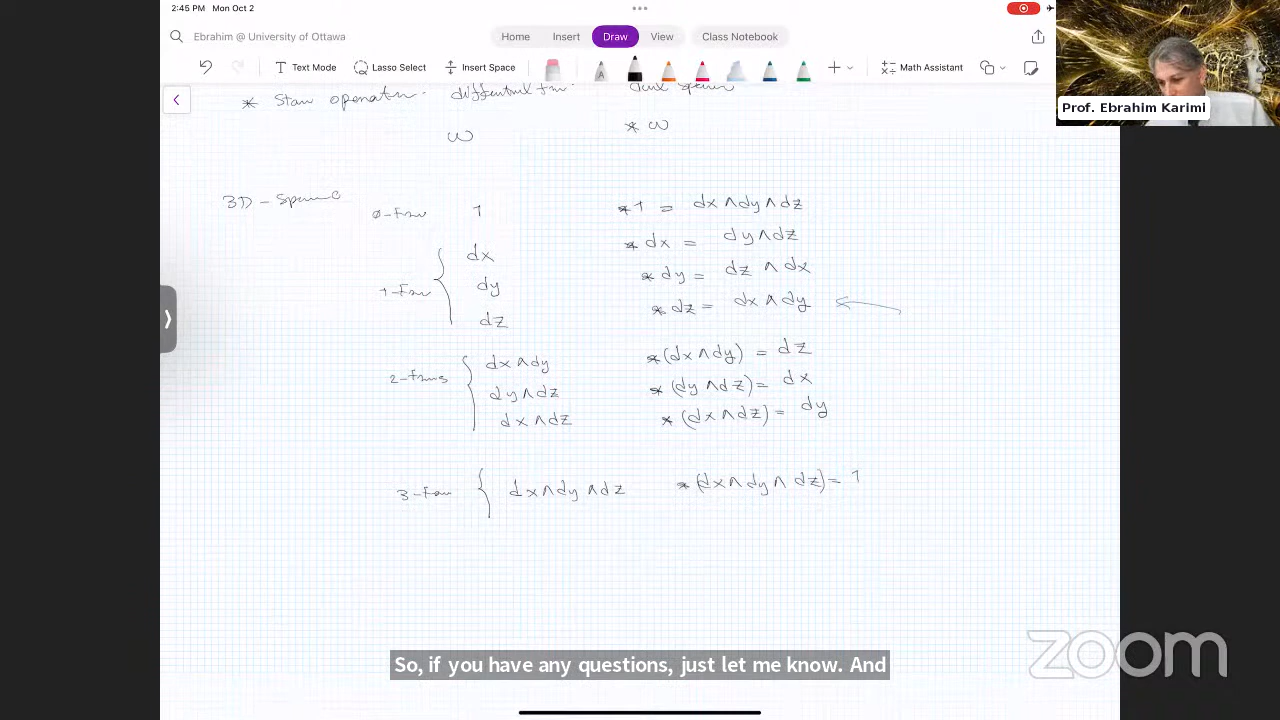 2:45 PM Mon Oct 2
Ebrahim @ University of Ottawa
Home Insert Draw View Class Notebook
Text Mode Lasso Select Insert Space Math Assistant
Prof. Ebrahim Karimi
* Star operation
ω * ω
3D - Space
0-Form 1 *1 = dx∧dy∧dz
dx *dx = dy∧dz
1-Form dy *dy = dz∧dx
dz *dz = dx∧dy
2-Forms dx∧dy *(dx∧dy) = dz
dy∧dz *(dy∧dz) = dx
dx∧dz *(dx∧dz) = dy
3-Form dx∧dy∧dz *(dx∧dy∧dz) = 1
So, if you have any questions, just let me know. And
zoom